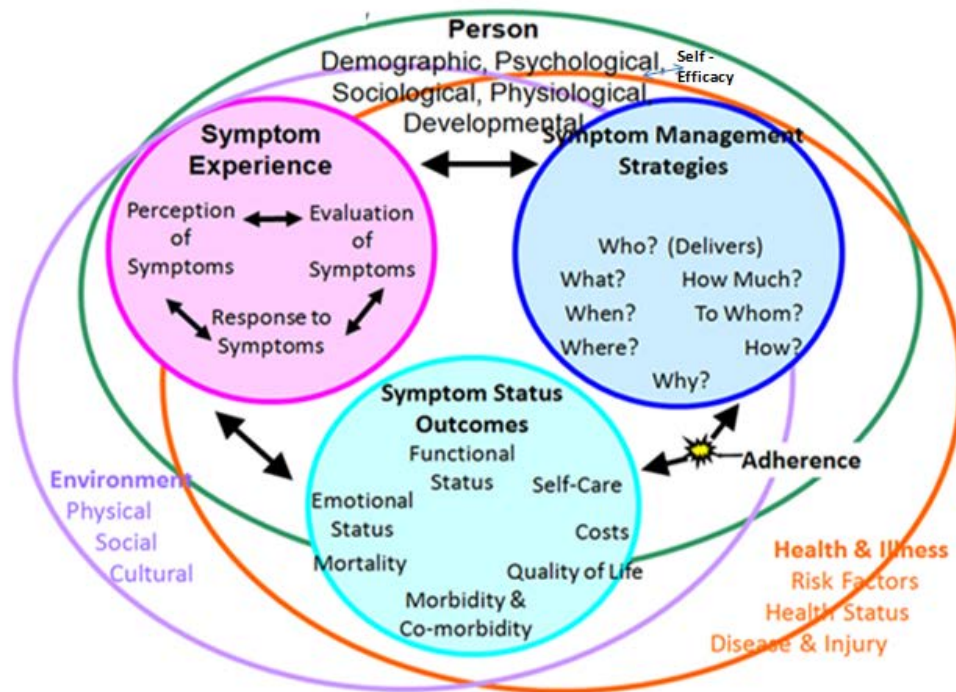 Person
Demographic, Psychological,
Sociological, Physiological,
Developmental
Self -
Efficacy
Symptom
Experience
Perception
of
Symptoms
Evaluation
of
Symptoms
Response to
Symptoms
Symptom Management
Strategies
Who? (Delivers)
What? How Much?
When? To Whom?
Where? How?
Why?
Symptom Status
Outcomes
Functional
Status
Emotional
Status
Self-Care
Costs
Mortality
Quality of Life
Morbidity &
Co-morbidity
Adherence
Environment
Physical
Social
Cultural
Health & Illness
Risk Factors
Health Status
Disease & Injury